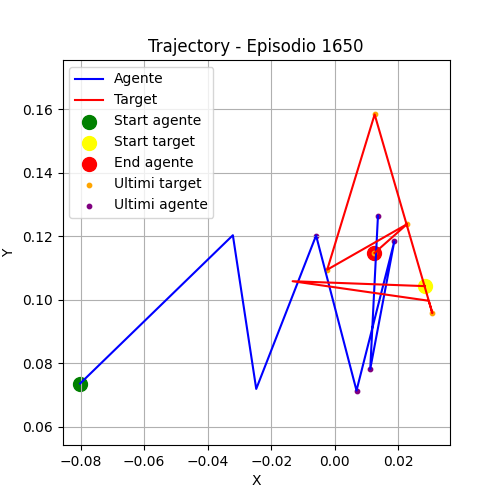 Trajectory - Episodio 1650
Agente
Target
Start agente
Start target
End agente
Ultimi target
Ultimi agente
0.16
0.14
0.12
0.10
0.08
0.06
Y
−0.08 −0.06 −0.04 −0.02 0.00 0.02
X